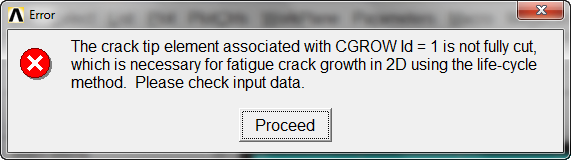 Error
The crack tip element associated with CGROW Id = 1 is not fully cut,
which is necessary for fatigue crack growth in 2D using the life-cycle
method.  Please check input data.
Proceed